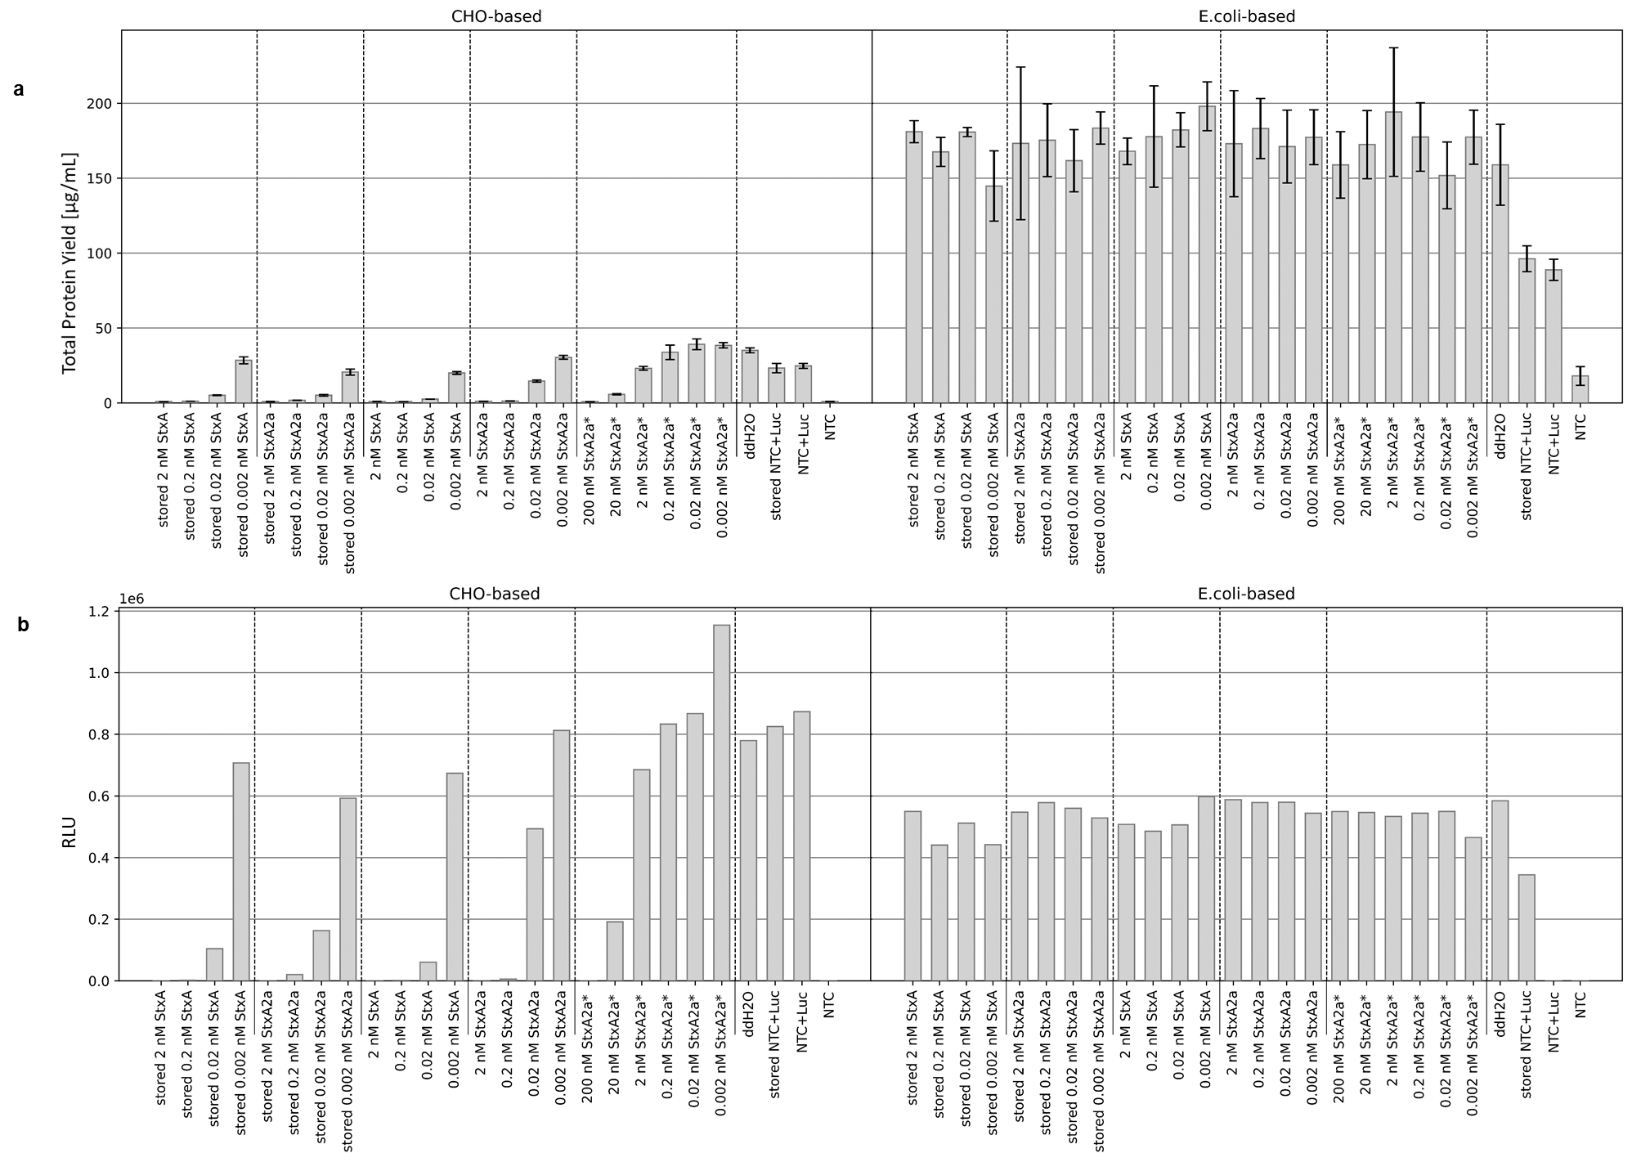 CHO-based
E.coli-based
a
Total Protein Yield [µg/mL]
200
150
100
50
0
stored 2 nM StxA
stored 0.2 nM StxA
stored 0.02 nM StxA
stored 0.002 nM StxA
stored 2 nM StxA2a
stored 0.2 nM StxA2a
stored 0.02 nM StxA2a
stored 0.002 nM StxA2a
2 nM StxA
0.2 nM StxA
0.02 nM StxA
0.002 nM StxA
2 nM StxA2a
0.2 nM StxA2a
0.02 nM StxA2a
0.002 nM StxA2a
200 nM StxA2a*
20 nM StxA2a*
2 nM StxA2a*
0.2 nM StxA2a*
0.02 nM StxA2a*
0.002 nM StxA2a*
ddH2O
stored NTC+Luc
NTC+Luc
NTC
stored 2 nM StxA
stored 0.2 nM StxA
stored 0.02 nM StxA
stored 0.002 nM StxA
stored 2 nM StxA2a
stored 0.2 nM StxA2a
stored 0.02 nM StxA2a
stored 0.002 nM StxA2a
2 nM StxA
0.2 nM StxA
0.02 nM StxA
0.002 nM StxA
2 nM StxA2a
0.2 nM StxA2a
0.02 nM StxA2a
0.002 nM StxA2a
200 nM StxA2a*
20 nM StxA2a*
2 nM StxA2a*
0.2 nM StxA2a*
0.02 nM StxA2a*
0.002 nM StxA2a*
ddH2O
stored NTC+Luc
NTC+Luc
NTC
CHO-based
E.coli-based
b
1e6
RLU
1.2
1.0
0.8
0.6
0.4
0.2
0.0
stored 2 nM StxA
stored 0.2 nM StxA
stored 0.02 nM StxA
stored 0.002 nM StxA
stored 2 nM StxA2a
stored 0.2 nM StxA2a
stored 0.02 nM StxA2a
stored 0.002 nM StxA2a
2 nM StxA
0.2 nM StxA
0.02 nM StxA
0.002 nM StxA
2 nM StxA2a
0.2 nM StxA2a
0.02 nM StxA2a
0.002 nM StxA2a
200 nM StxA2a*
20 nM StxA2a*
2 nM StxA2a*
0.2 nM StxA2a*
0.02 nM StxA2a*
0.002 nM StxA2a*
ddH2O
stored NTC+Luc
NTC+Luc
NTC
stored 2 nM StxA
stored 0.2 nM StxA
stored 0.02 nM StxA
stored 0.002 nM StxA
stored 2 nM StxA2a
stored 0.2 nM StxA2a
stored 0.02 nM StxA2a
stored 0.002 nM StxA2a
2 nM StxA
0.2 nM StxA
0.02 nM StxA
0.002 nM StxA
2 nM StxA2a
0.2 nM StxA2a
0.02 nM StxA2a
0.002 nM StxA2a
200 nM StxA2a*
20 nM StxA2a*
2 nM StxA2a*
0.2 nM StxA2a*
0.02 nM StxA2a*
0.002 nM StxA2a*
ddH2O
stored NTC+Luc
NTC+Luc
NTC